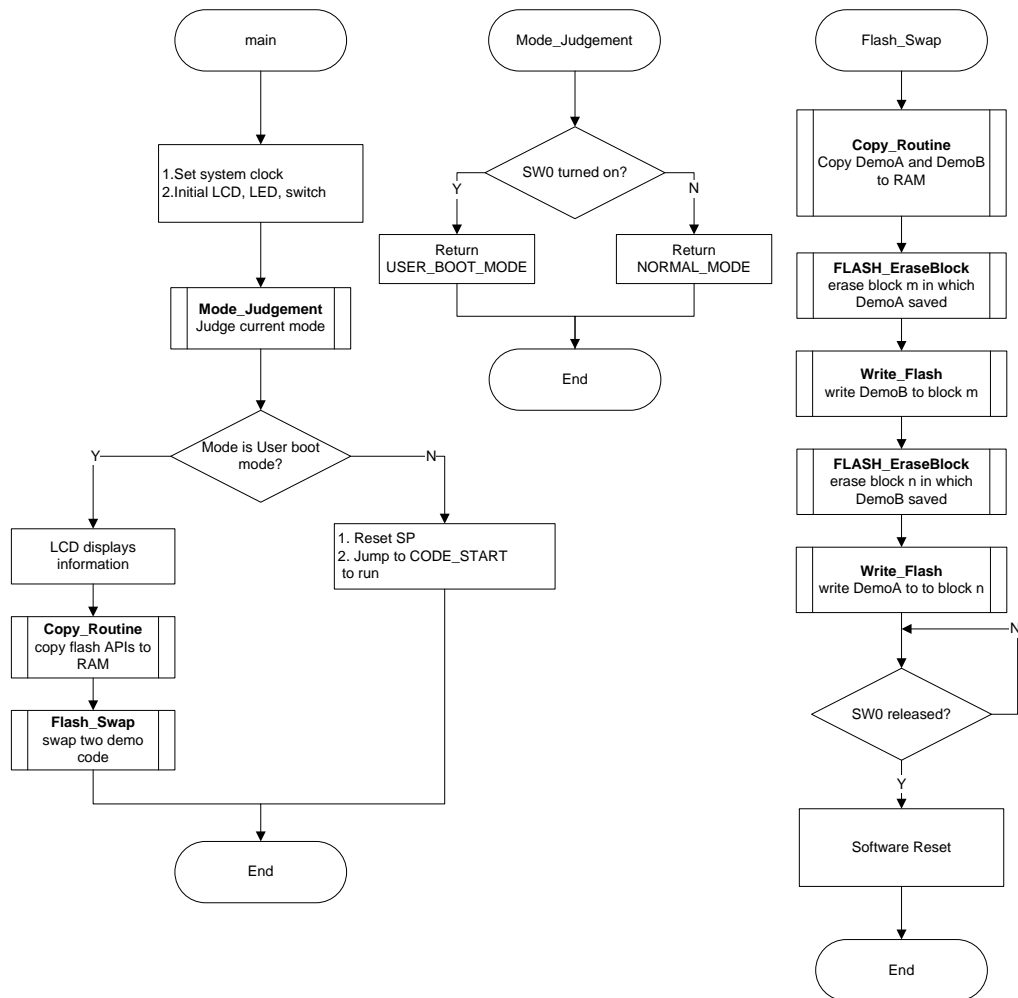 main
1.Set system clock
2.Initial LCD, LED, switch
Mode_Judgement
Judge current mode
Mode is User boot
mode?
Y
N
LCD displays
information
Copy_Routine
copy flash APIs to
RAM
Flash_Swap
swap two demo
code
1. Reset SP
2. Jump to CODE_START
to run
End
Mode_Judgement
SW0 turned on?
Y
N
Return
USER_BOOT_MODE
Return
NORMAL_MODE
End
Flash_Swap
Copy_Routine
Copy DemoA and DemoB
to RAM
FLASH_EraseBlock
erase block m in which
DemoA saved
Write_Flash
write DemoB to block m
FLASH_EraseBlock
erase block n in which
DemoB saved
Write_Flash
write DemoA to to block n
N
SW0 released?
Y
Software Reset
End